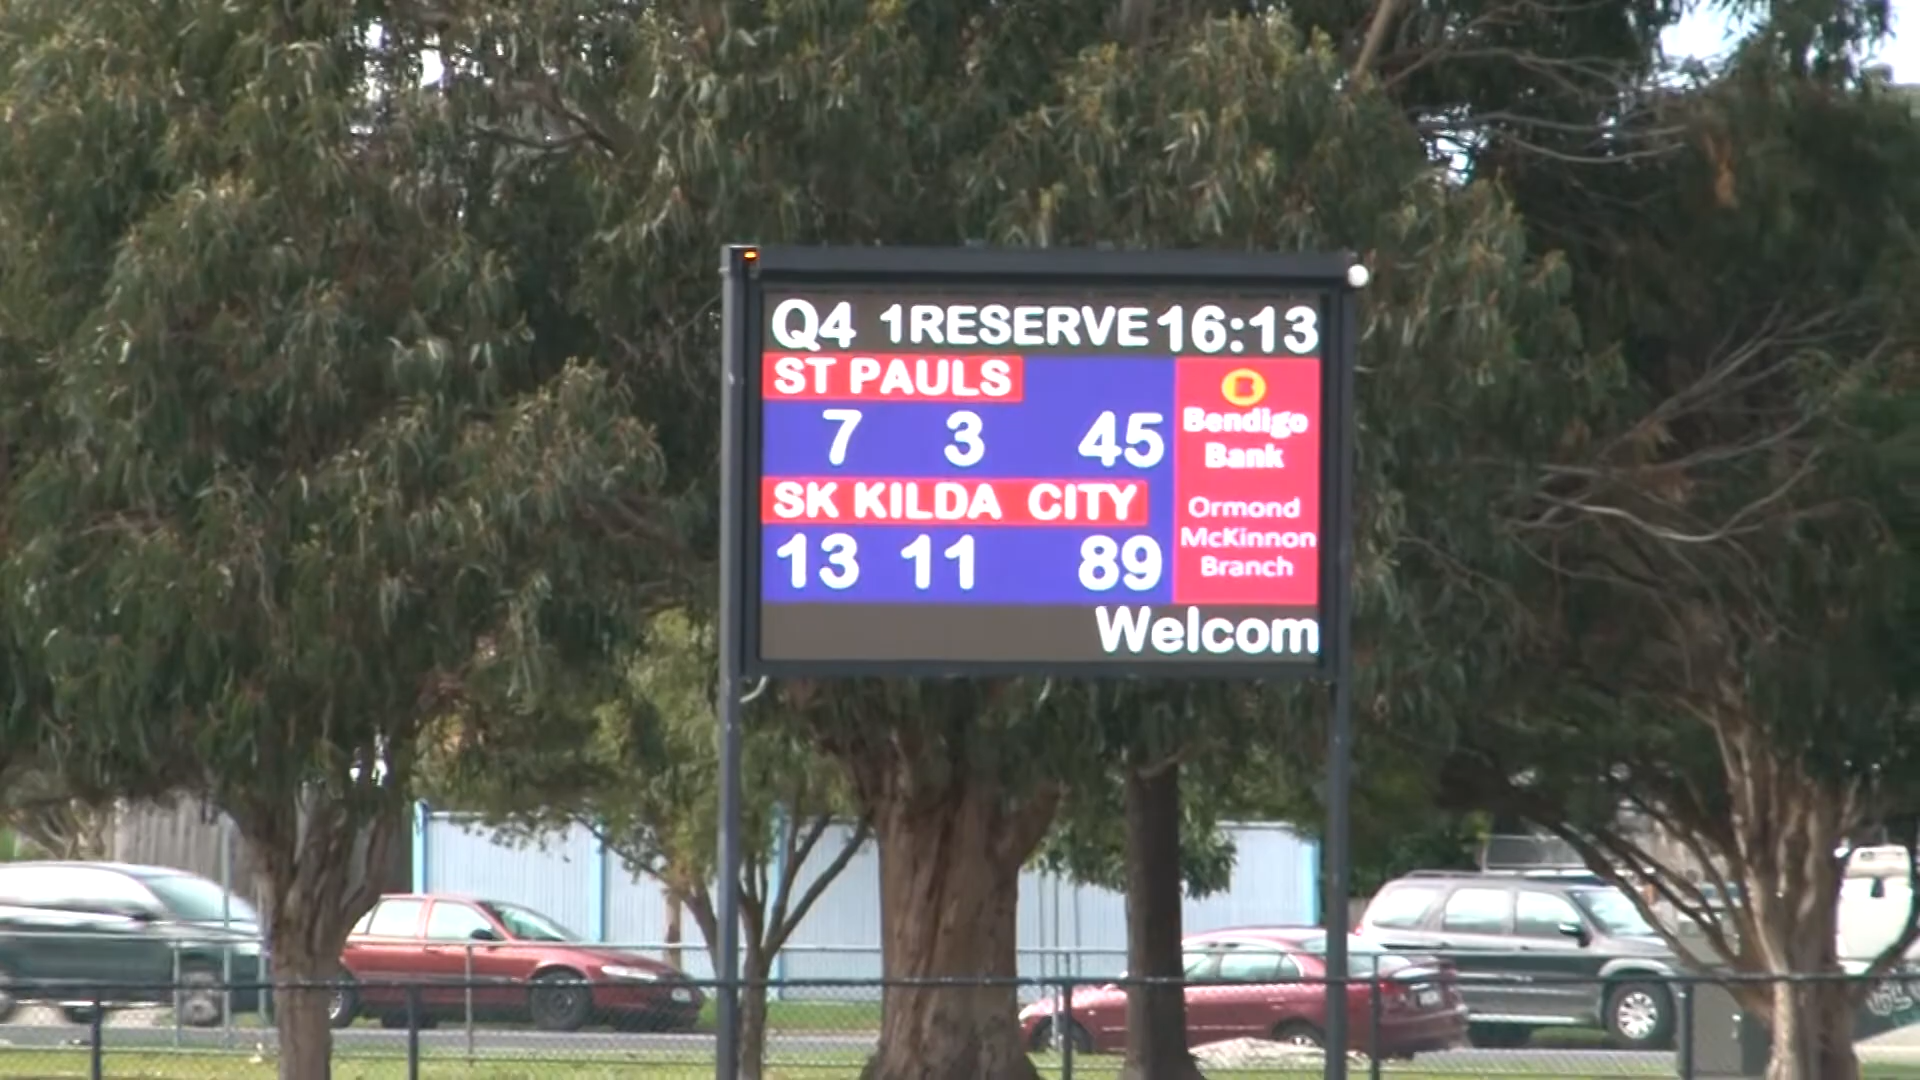 Q4 1RESERVE 16:13
ST PAULS
7 3 45
SK KILDA CITY
13 11 89
Bendigo
Bank
Ormond
McKinnon
Branch
Welcom